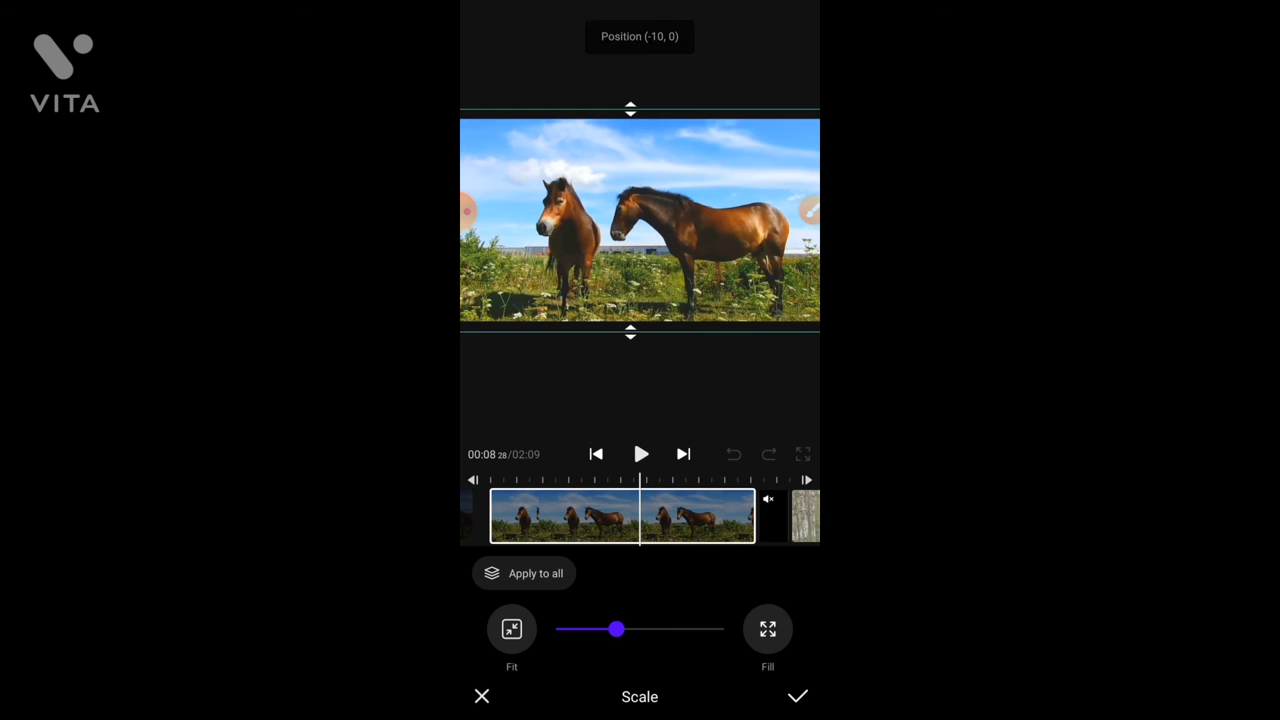 VITA
Position (-10, 0)
00:08 28/02:09
Apply to all
Fit
Fill
Scale